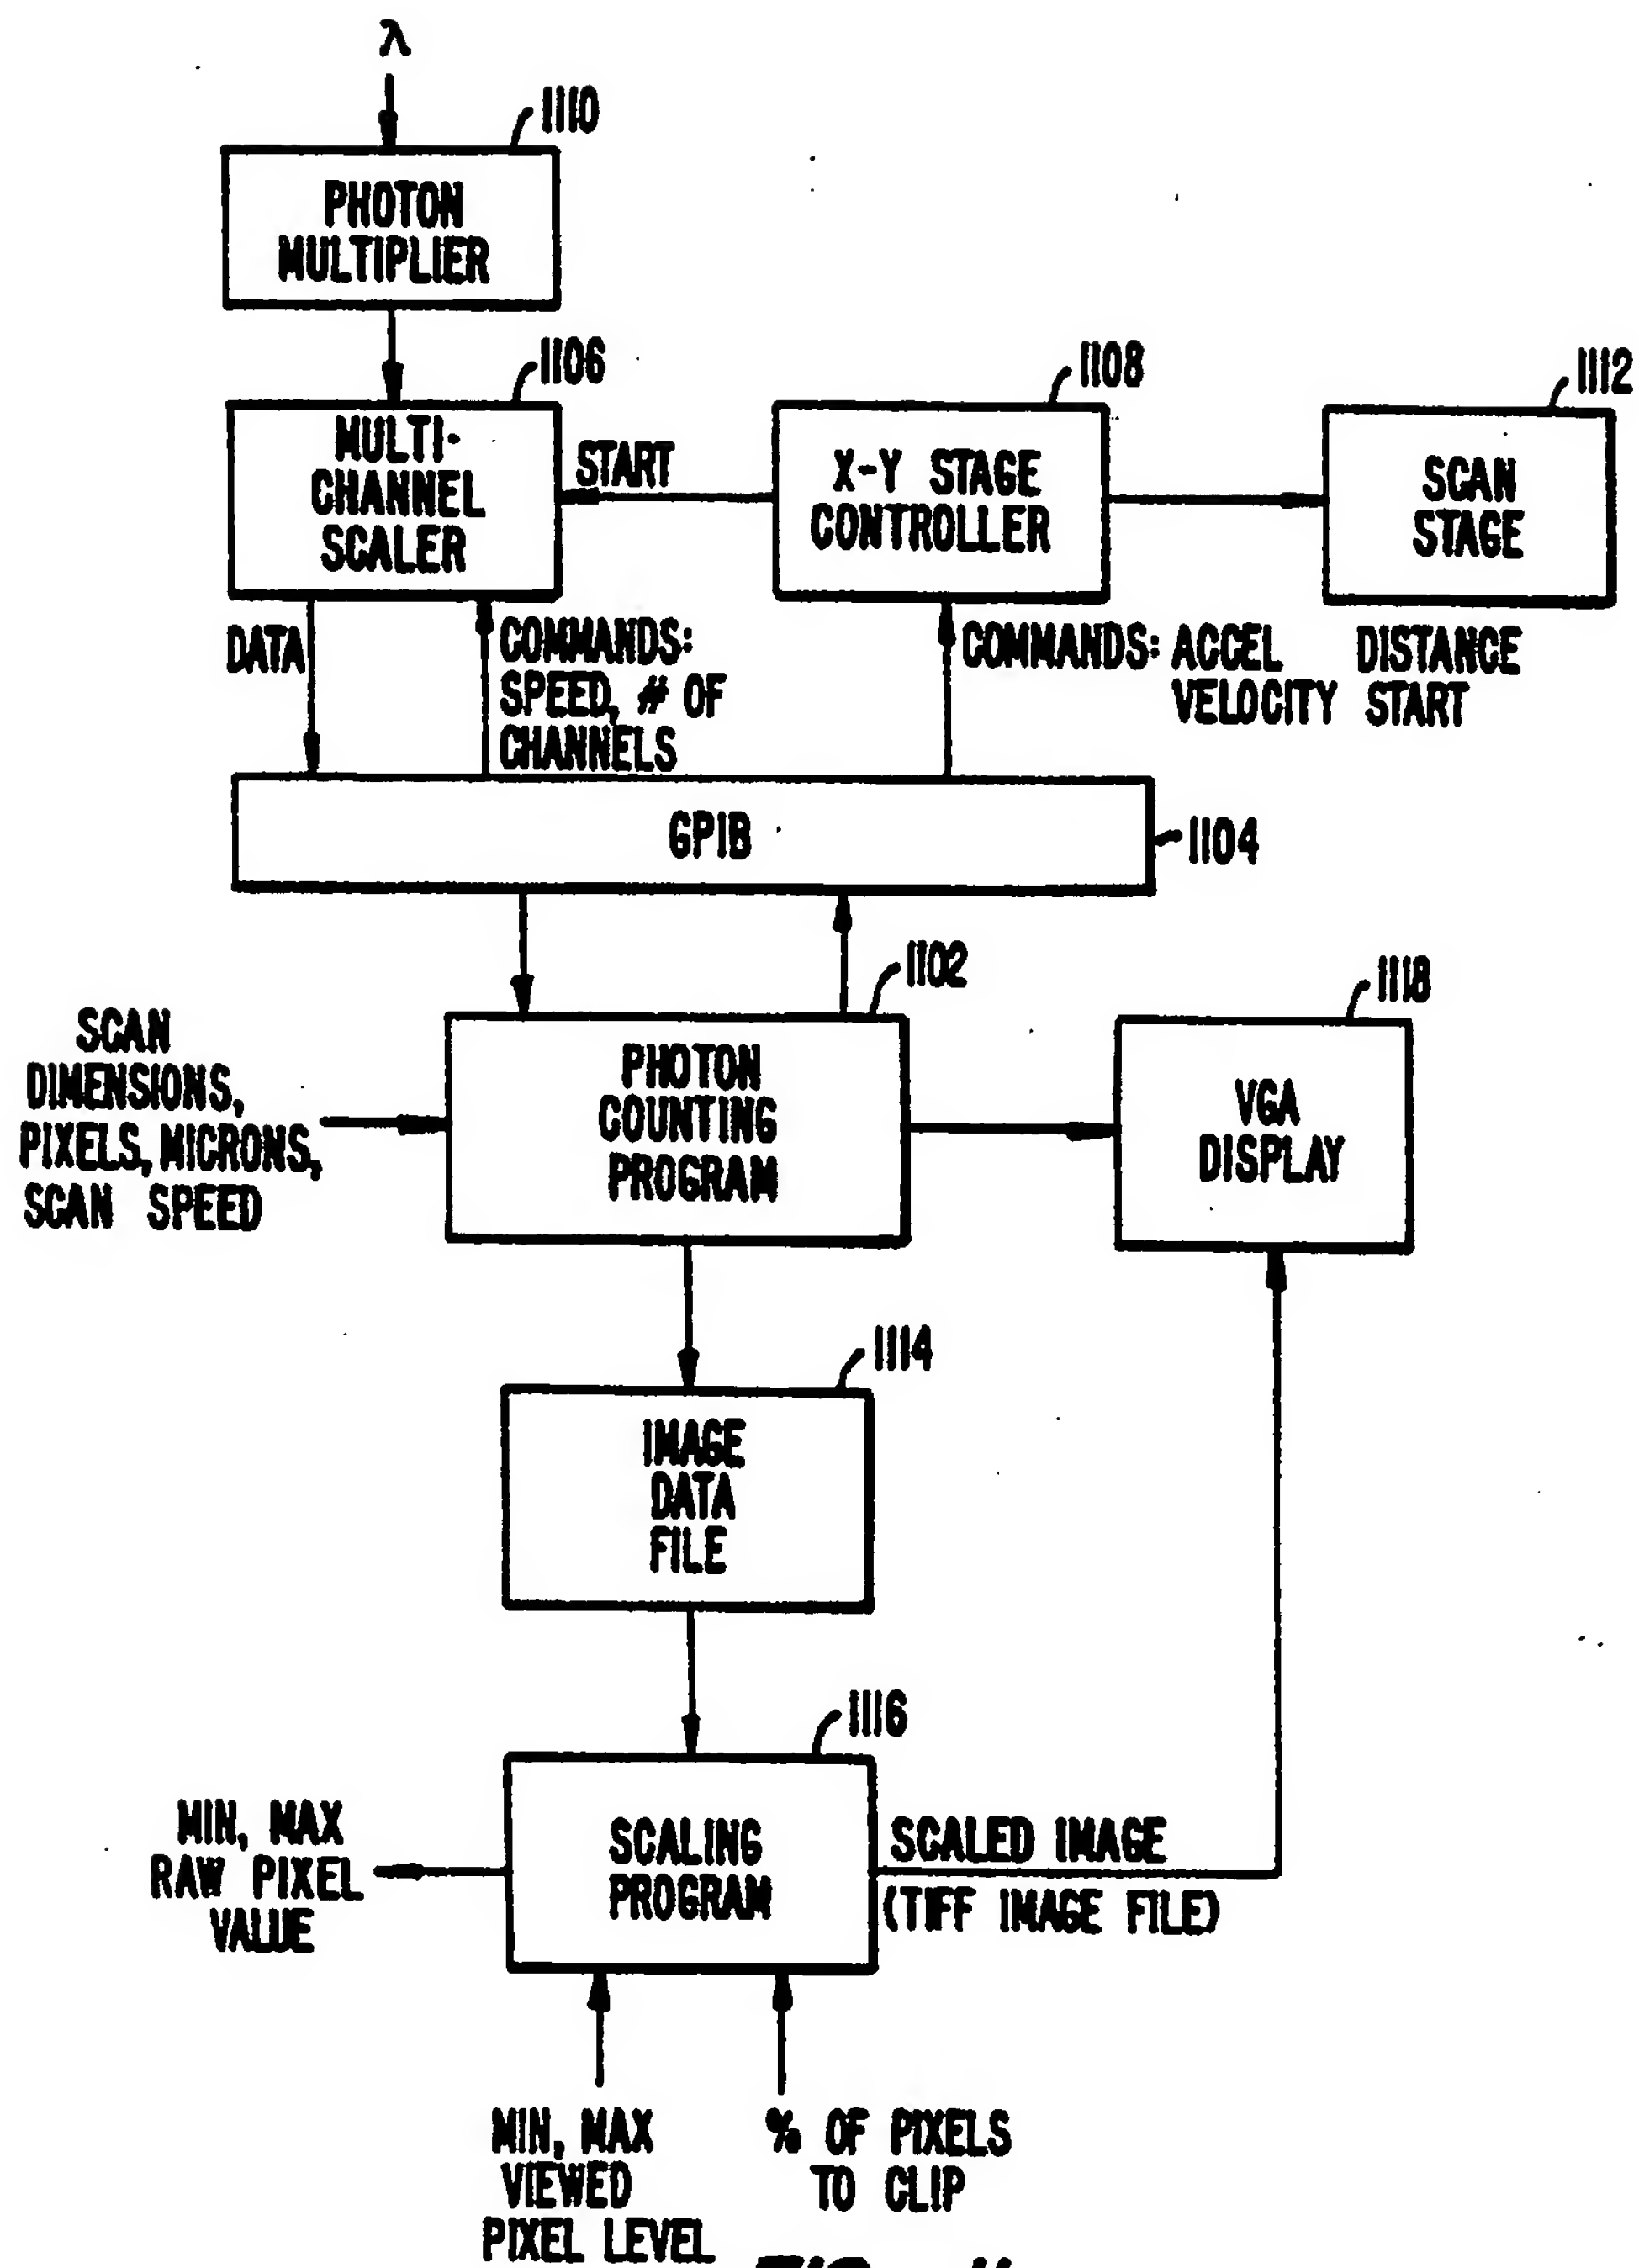 λ
1110
PHOTON
MULTIPLIER
1106
1108
1112
MULTI-
CHANNEL
SCALER
START
X-Y STAGE
CONTROLLER
SCAN
STAGE
DATA
COMMANDS:
SPEED, # OF
CHANNELS
COMMANDS: ACCEL DISTANCE
VELOCITY START
GPIB
1104
1102
1118
SCAN
DIMENSIONS,
PIXELS, MICRONS,
SCAN SPEED
PHOTON
COUNTING
PROGRAM
VGA
DISPLAY
1114
IMAGE
DATA
FILE
1116
MIN, MAX
RAW PIXEL
VALUE
SCALING
PROGRAM
SCALED IMAGE
(TIFF IMAGE FILE)
MIN, MAX
VIEWED
PIXEL LEVEL
% OF PIXELS
TO CLIP